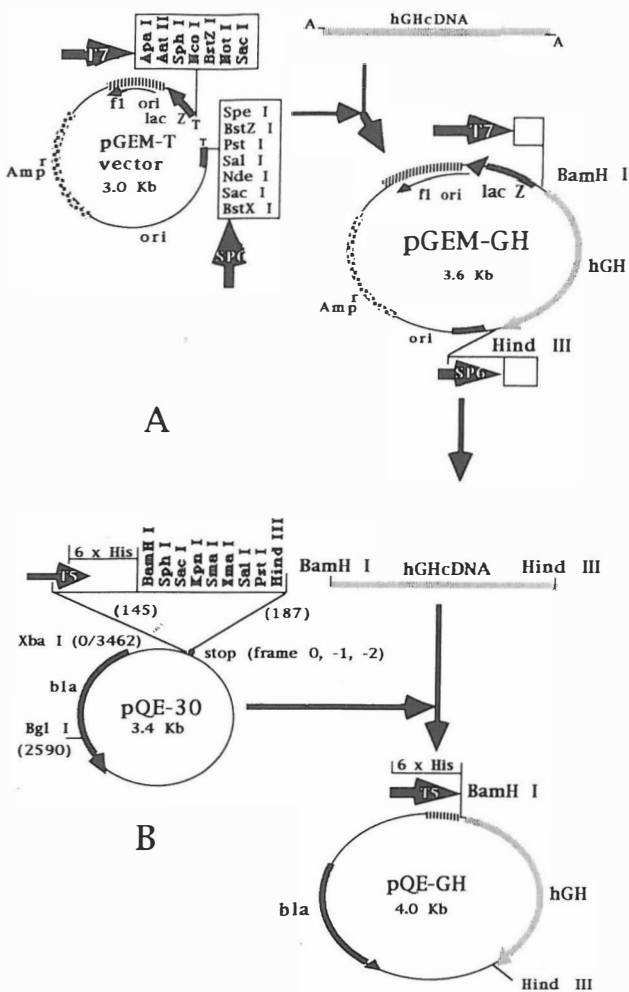 T7
Apa I
Aat II
Sph I
Nco I
BstZ I
Not I
Sac I
A
hGHcDNA
A
f1 ori
lac Z
T
T
pGEM-T
vector
3.0 Kb
Amp r
ori
Spe I
BstZ I
Pst I
Sal I
Nde I
Sac I
BstX I
SP6
T7
BamH I
f1 ori
lac Z
pGEM-GH
3.6 Kb
hGH
Amp r
ori
Hind III
SP6
A
T5
6 x His
BamH I
Sph I
Sac I
Kpn I
Sma I
Xma I
Sal I
Pst I
Hind III
BamH I
hGHcDNA
Hind III
(145)
(187)
Xba I (0/3462)
stop (frame 0, -1, -2)
bla
pQE-30
3.4 Kb
Bgl I
(2590)
B
6 x His
T5
BamH I
pQE-GH
4.0 Kb
bla
hGH
Hind III